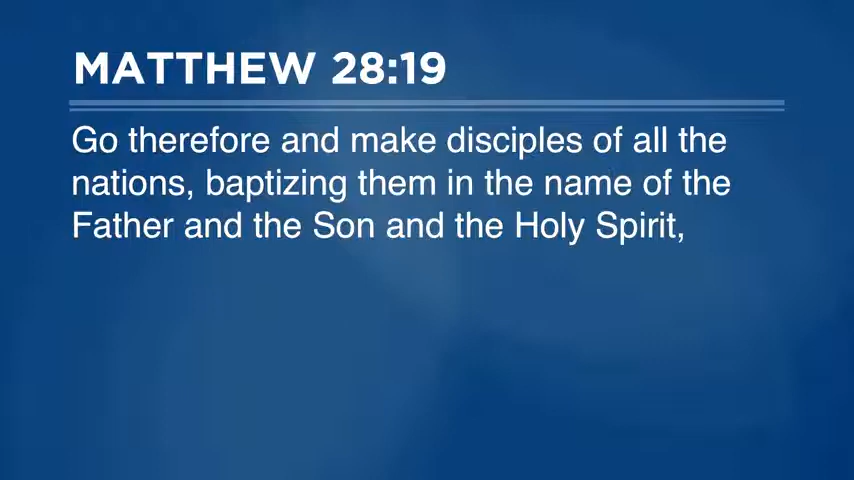 MATTHEW 28:19
Go therefore and make disciples of all the
nations, baptizing them in the name of the
Father and the Son and the Holy Spirit,